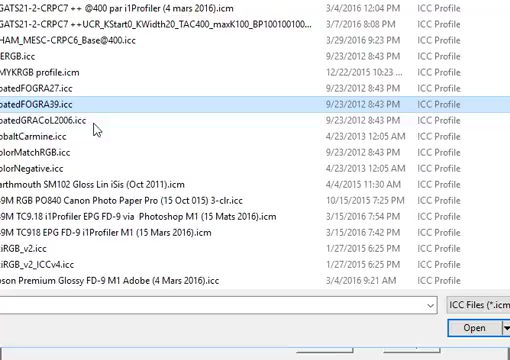 GATS21-2-CRPC7 ++ @400 par i1Profiler (4 mars 2016).icm 3/4/2016 12:04 PM ICC Profile
GATS21-2-CRPC7 ++UCR_KStart0_KWidth20_TAC400_maxK100_BP100100100... 3/7/2016 8:08 PM ICC Profile
HAM_MESC-CRPC6_Base@400.icc 3/9/2016 3:30 PM ICC Profile
ERGB.icc 9/23/2012 8:43 PM ICC Profile
MYKRGB profile.icm 12/22/2015 10:23 ... ICC Profile
oatedFOGRA27.icc 9/23/2012 8:43 PM ICC Profile
oatedFOGRA39.icc 9/23/2012 8:43 PM ICC Profile
oatedGRACoL2006.icc 9/23/2012 8:43 PM ICC Profile
obaltCarmine.icc 4/23/2013 12:05 AM ICC Profile
olorMatchRGB.icc 9/23/2012 8:43 PM ICC Profile
olorNegative.icc 4/23/2013 12:05 AM ICC Profile
arthmouth SM102 Gloss Lin iSis (Oct 2011).icm 4/4/2015 11:30 AM ICC Profile
9M RGB PO840 Canon Photo Paper Pro (15 Oct 015) 3-clr.icc 10/15/2015 7:25 PM ICC Profile
9M TC9.18 i1Profiler EPG FD-9 via Photoshop M1 (15 Mats 2016).icm 3/15/2016 7:54 PM ICC Profile
9M TC918 EPG FD-9 i1Profiler M1 (15 Mars 2016).icm 3/15/2016 7:42 PM ICC Profile
iRGB_v2.icc 1/27/2015 6:25 PM ICC Profile
iRGB_v2_ICCv4.icc 1/27/2015 6:25 PM ICC Profile
pson Premium Glossy FD-9 M1 Adobe (4 Mars 2016).icc 3/4/2016 9:21 AM ICC Profile
ICC Files (*.icm
Open